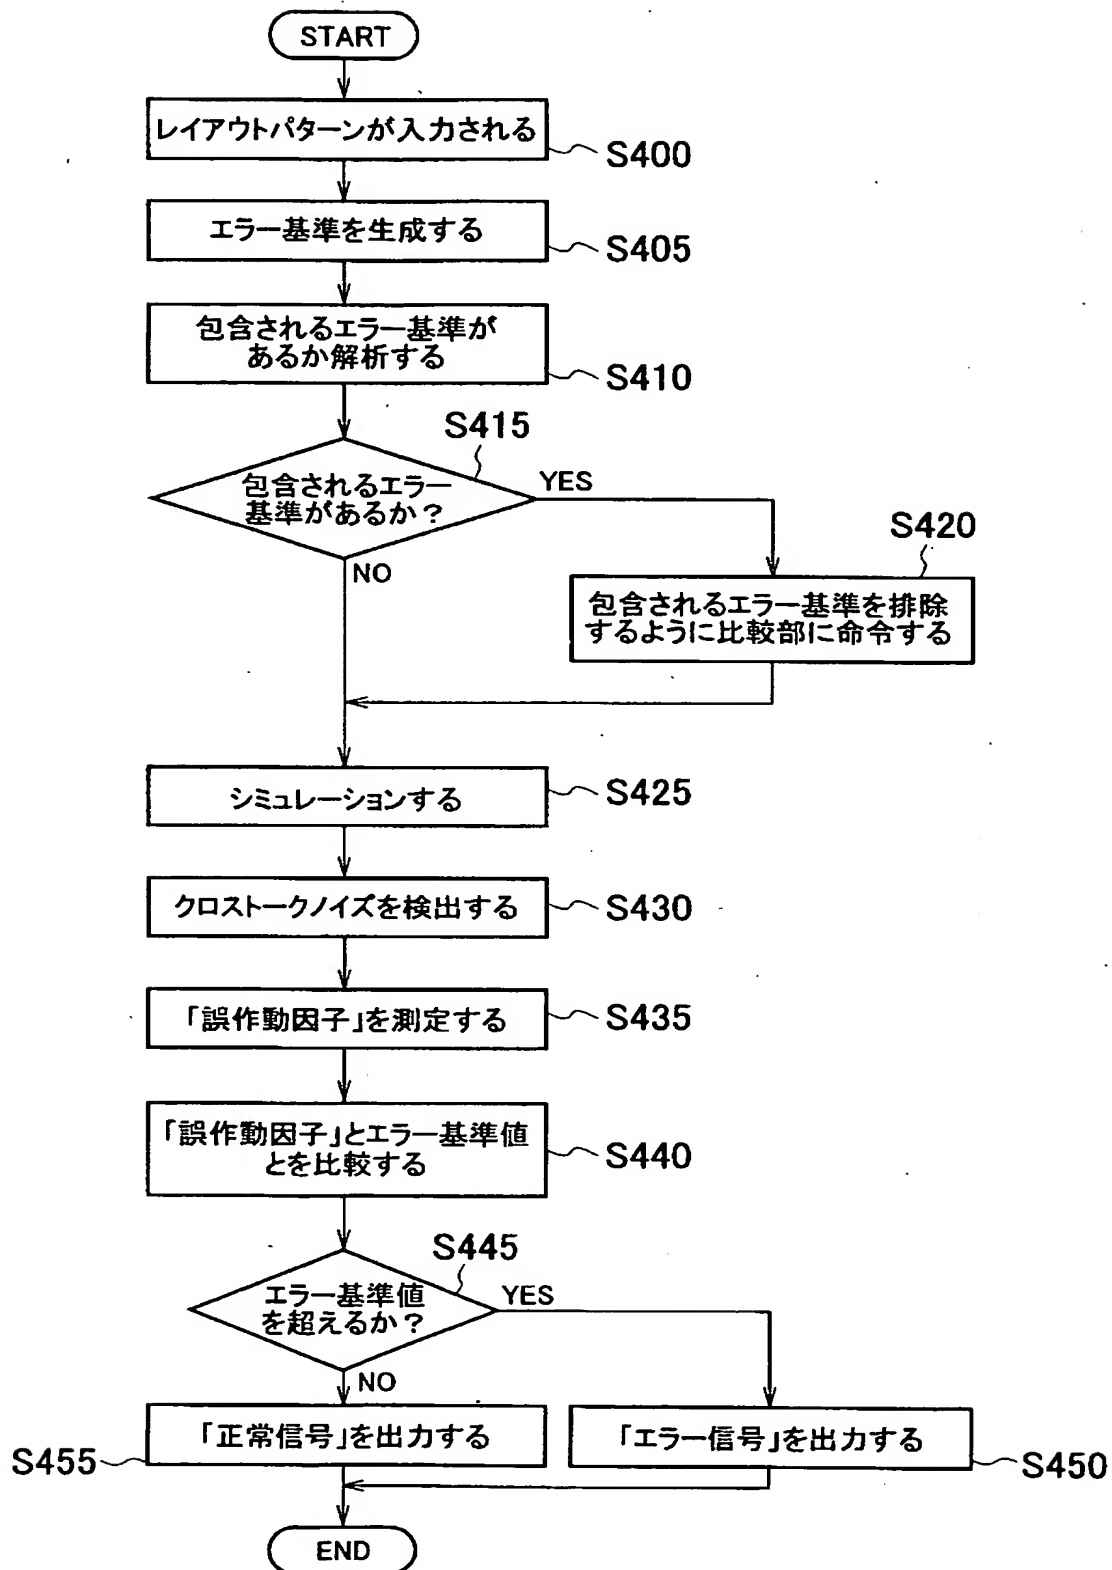 START
レイアウトパターンが入力される
S400
エラー基準を生成する
S405
包含されるエラー基準が
あるか解析する
S410
S415
包含されるエラー
基準があるか？
YES
NO
S420
包含されるエラー基準を排除
するように比較部に命令する
シミュレーションする
S425
クロストークノイズを検出する
S430
「誤作動因子」を測定する
S435
「誤作動因子」とエラー基準値
とを比較する
S440
S445
エラー基準値
を超えるか？
YES
NO
「正常信号」を出力する
S455
「エラー信号」を出力する
S450
END